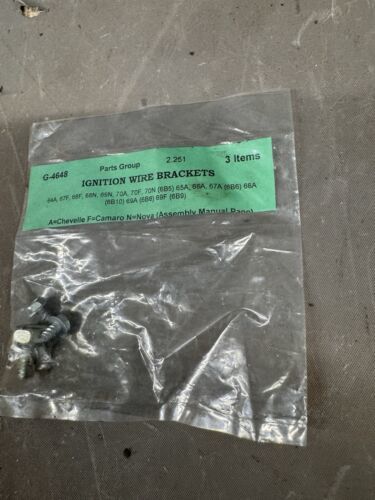 G-4648 Parts Group 2.251 3 Items
IGNITION WIRE BRACKETS
64A, 67F, 68F, 68N, 69N, 70A, 70F, 70N (6B5) 65A, 66A, 67A (6B6) 68A
(6B10) 69A (6B8) 69F (6B9)
A=Chevelle F=Camaro N=Nova (Assembly Manual Page)